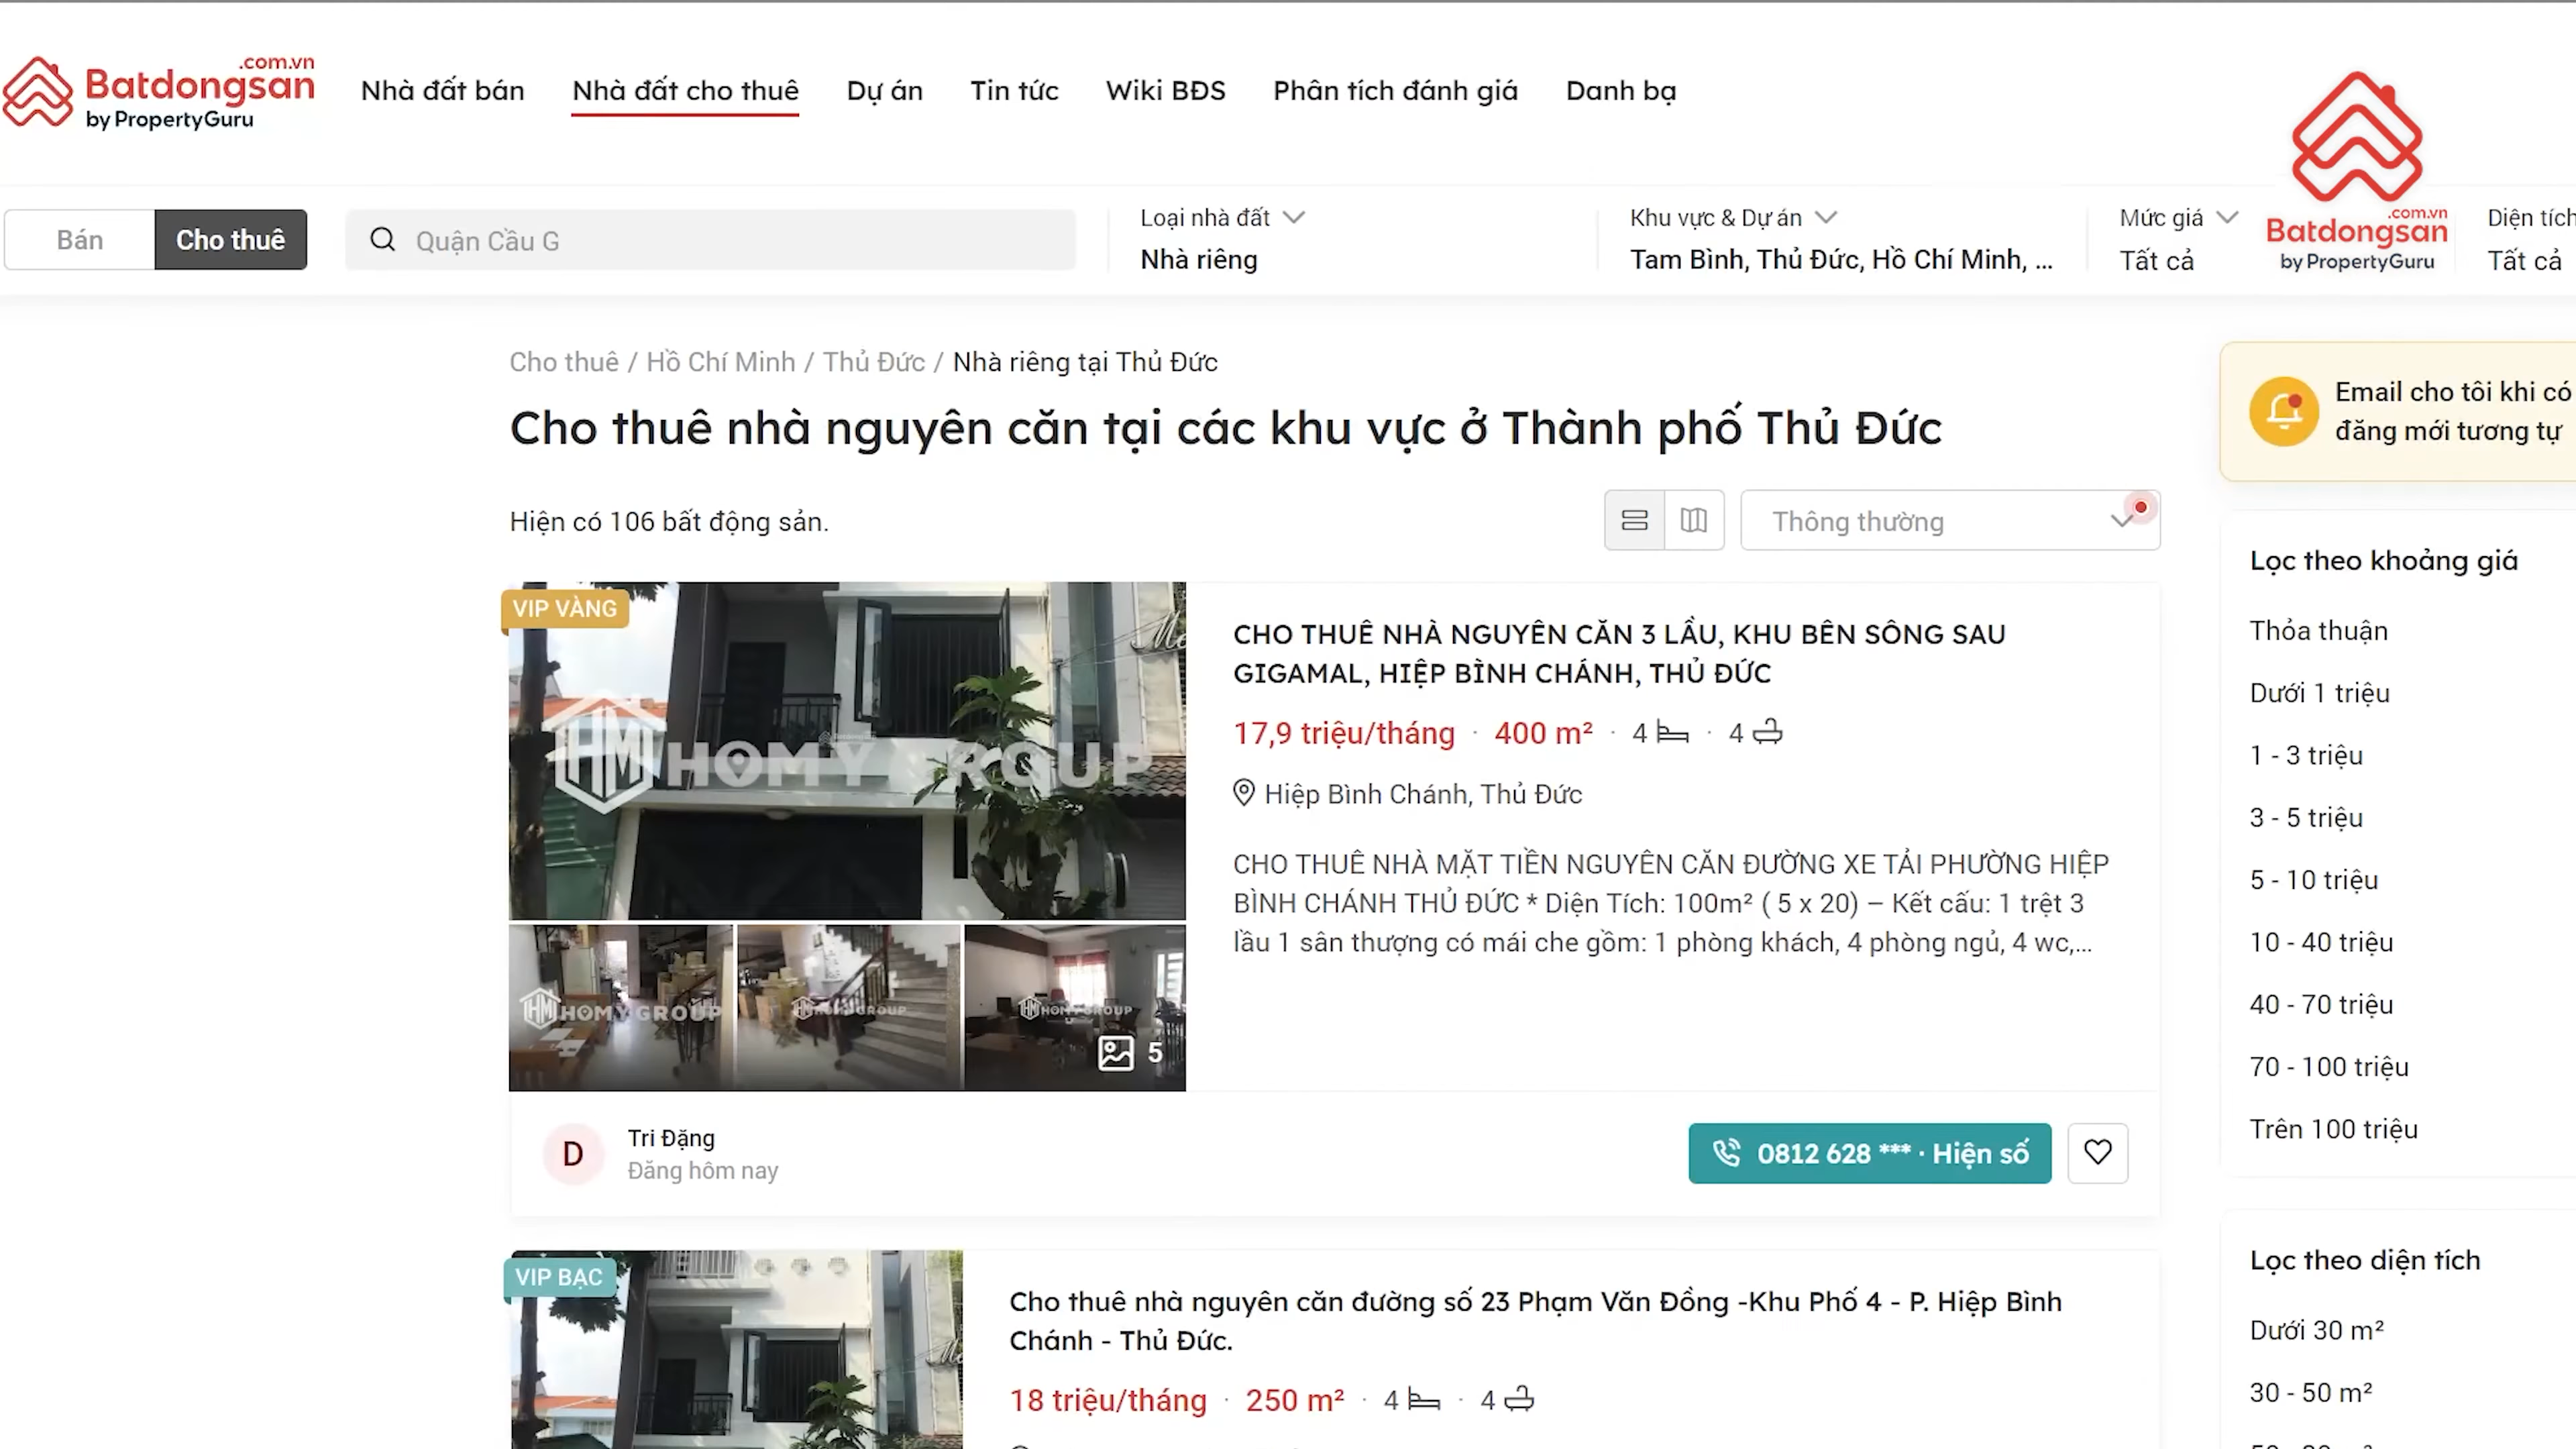 .com.vn
Batdongsan
by PropertyGuru
Nhà đất bán
Nhà đất cho thuê
Dự án
Tin tức
Wiki BĐS
Phân tích đánh giá
Danh bạ
.com.vn
Batdongsan
by PropertyGuru
Bán
Cho thuê
Quận Cầu G
Loại nhà đất
Nhà riêng
Khu vực & Dự án
Tam Bình, Thủ Đức, Hồ Chí Minh, ...
Mức giá
Tất cả
Diện tích
Tất cả
Cho thuê / Hồ Chí Minh / Thủ Đức / Nhà riêng tại Thủ Đức
Cho thuê nhà nguyên căn tại các khu vực ở Thành phố Thủ Đức
Hiện có 106 bất động sản.
Thông thường
Email cho tôi khi có
đăng mới tương tự
VIP VÀNG
HM HOMY GROUP
HM HOMY GROUP
HM HOMY GROUP
HM HOMY GROUP
5
CHO THUÊ NHÀ NGUYÊN CĂN 3 LẦU, KHU BÊN SÔNG SAU
GIGAMAL, HIỆP BÌNH CHÁNH, THỦ ĐỨC
17,9 triệu/tháng · 400 m² · 4 · 4
Hiệp Bình Chánh, Thủ Đức
CHO THUÊ NHÀ MẶT TIỀN NGUYÊN CĂN ĐƯỜNG XE TẢI PHƯỜNG HIỆP
BÌNH CHÁNH THỦ ĐỨC * Diện Tích: 100m² ( 5 x 20) – Kết cấu: 1 trệt 3
lầu 1 sân thượng có mái che gồm: 1 phòng khách, 4 phòng ngủ, 4 wc,...
D
Tri Đặng
Đăng hôm nay
0812 628 *** · Hiện số
VIP BẠC
Cho thuê nhà nguyên căn đường số 23 Phạm Văn Đồng -Khu Phố 4 - P. Hiệp Bình
Chánh - Thủ Đức.
18 triệu/tháng · 250 m² · 4 · 4
Lọc theo khoảng giá
Thỏa thuận
Dưới 1 triệu
1 - 3 triệu
3 - 5 triệu
5 - 10 triệu
10 - 40 triệu
40 - 70 triệu
70 - 100 triệu
Trên 100 triệu
Lọc theo diện tích
Dưới 30 m²
30 - 50 m²